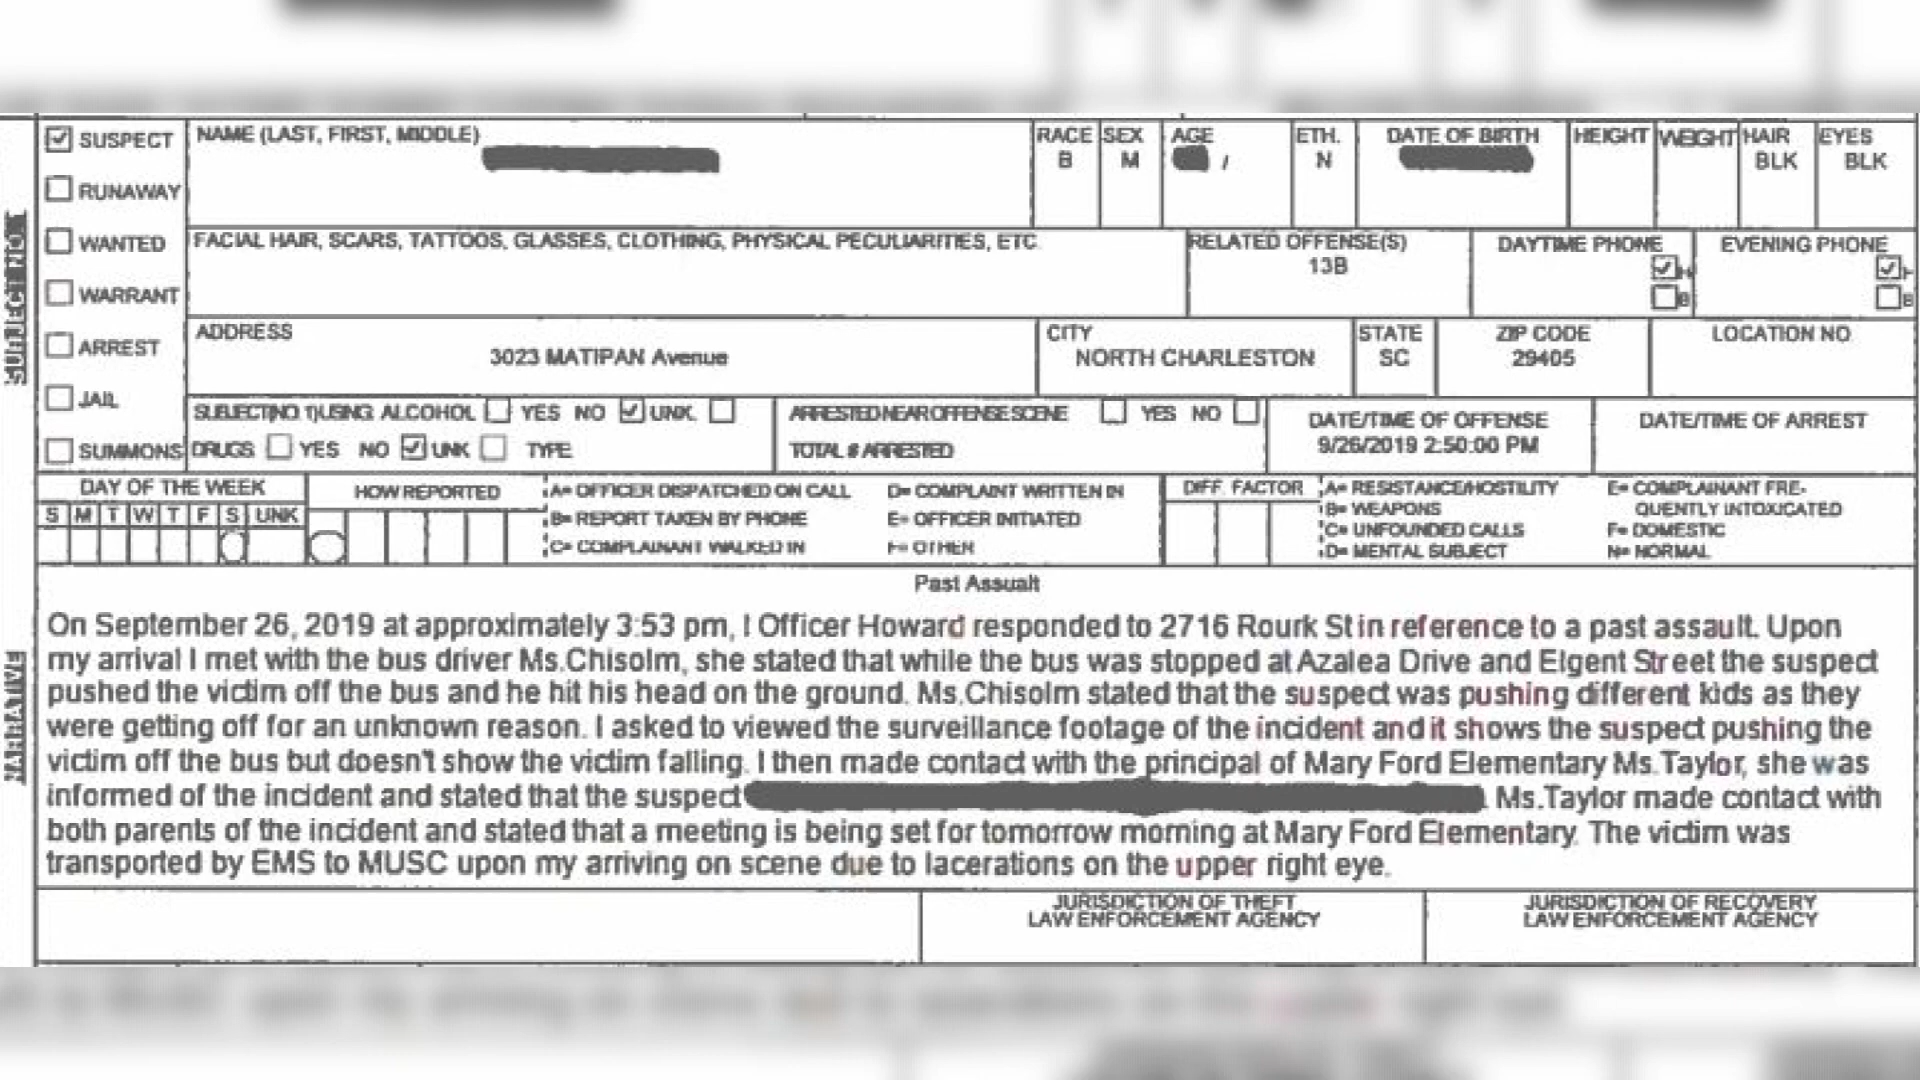 SUSPECT
RUNAWAY
WANTED
WARRANT
ARREST
JAIL
SUMMONS
NAME (LAST, FIRST, MIDDLE)
RACE
B
SEX
M
AGE
/
ETH.
N
DATE OF BIRTH
HEIGHT
WEIGHT
HAIR
BLK
EYES
BLK
FACIAL HAIR, SCARS, TATTOOS, GLASSES, CLOTHING, PHYSICAL PECULIARITIES, ETC
RELATED OFFENSE(S)
13B
DAYTIME PHONE
H
B
EVENING PHONE
B
ADDRESS
3023 MATIPAN Avenue
CITY
NORTH CHARLESTON
STATE
SC
ZIP CODE
29405
LOCATION NO
SUBJECT (NO 1) USING ALCOHOL YES NO UNK.
DRUGS YES NO UNK TYPE
ARRESTED NEAR OFFENSE SCENE YES NO
TOTAL # ARRESTED
DATE/TIME OF OFFENSE
9/26/2019 2:50:00 PM
DATE/TIME OF ARREST
DAY OF THE WEEK
S M T W T F S UNK
HOW REPORTED
A= OFFICER DISPATCHED ON CALL
B= REPORT TAKEN BY PHONE
C= COMPLAINANT WALKED IN
D= COMPLAINT WRITTEN IN
E= OFFICER INITIATED
F= OTHER
DIFF. FACTOR
A= RESISTANCE/HOSTILITY
B= WEAPONS
C= UNFOUNDED CALLS
D= MENTAL SUBJECT
E= COMPLAINANT FRE-
QUENTLY INTOXICATED
F= DOMESTIC
N= NORMAL
NARRATIVE
Past Assualt
On September 26, 2019 at approximately 3:53 pm, I Officer Howard responded to 2716 Rourk St in reference to a past assault. Upon
my arrival I met with the bus driver Ms.Chisolm, she stated that while the bus was stopped at Azalea Drive and Elgent Street the suspect
pushed the victim off the bus and he hit his head on the ground. Ms.Chisolm stated that the suspect was pushing different kids as they
were getting off for an unknown reason. I asked to viewed the surveillance footage of the incident and it shows the suspect pushing the
victim off the bus but doesn't show the victim falling. I then made contact with the principal of Mary Ford Elementary Ms.Taylor, she was
informed of the incident and stated that the suspect . Ms.Taylor made contact with
both parents of the incident and stated that a meeting is being set for tomorrow morning at Mary Ford Elementary. The victim was
transported by EMS to MUSC upon my arriving on scene due to lacerations on the upper right eye.
JURISDICTION OF THEFT
LAW ENFORCEMENT AGENCY
JURISDICTION OF RECOVERY
LAW ENFORCEMENT AGENCY